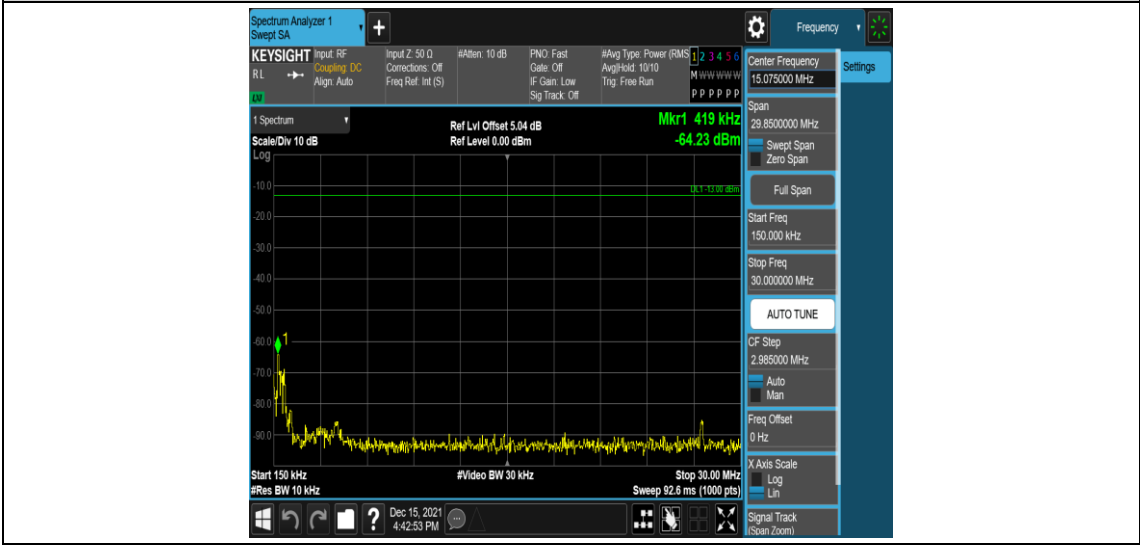 Spectrum Analyzer 1
Swept SA
+
Frequency
KEYSIGHT
RL
LM
Input: RF
Coupling: DC
Align: Auto
Input Z: 50 Ω
Corrections: Off
Freq Ref: Int (S)
#Atten: 10 dB
PNO: Fast
Gate: Off
IF Gain: Low
Sig Track: Off
#Avg Type: Power (RMS
Avg|Hold: 10/10
Trig: Free Run
1 2 3 4 5 6
M W W W W W
P P P P P P
1 Spectrum
Scale/Div 10 dB
Log
Ref Lvl Offset 5.04 dB
Ref Level 0.00 dBm
Mkr1 419 kHz
-64.23 dBm
DL1 -13.00 dBm
-10.0
-20.0
-30.0
-40.0
-50.0
-60.0
-70.0
-80.0
-90.0
1
Start 150 kHz
#Res BW 10 kHz
#Video BW 30 kHz
Stop 30.00 MHz
Sweep 92.6 ms (1000 pts)
?
Dec 15, 2021
4:42:53 PM
Settings
Center Frequency
15.075000 MHz
Span
29.8500000 MHz
Swept Span
Zero Span
Full Span
Start Freq
150.000 kHz
Stop Freq
30.000000 MHz
AUTO TUNE
CF Step
2.985000 MHz
Auto
Man
Freq Offset
0 Hz
X Axis Scale
Log
Lin
Signal Track
(Span Zoom)